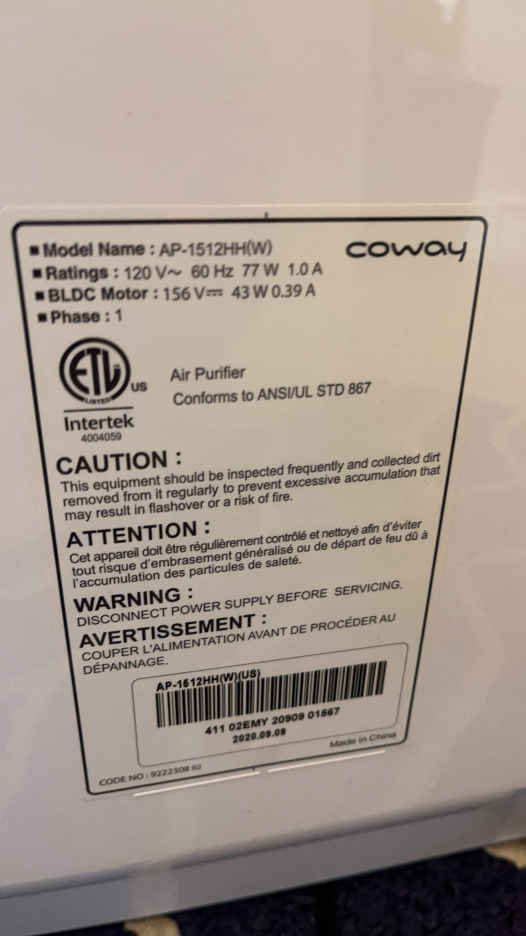 ■ Model Name : AP-1512HH(W)
coway
■ Ratings : 120 V~ 60 Hz 77 W 1.0 A
■ BLDC Motor : 156 V⎓ 43 W 0.39 A
■ Phase : 1
ETL
LISTED
US
Intertek
4004059
Air Purifier
Conforms to ANSI/UL STD 867
CAUTION :
This equipment should be inspected frequently and collected dirt
removed from it regularly to prevent excessive accumulation that
may result in flashover or a risk of fire.
ATTENTION :
Cet appareil doit être régulièrement contrôlé et nettoyé afin d'éviter
tout risque d'embrasement généralisé ou de départ de feu dû à
l'accumulation des particules de saleté.
WARNING :
DISCONNECT POWER SUPPLY BEFORE SERVICING.
AVERTISSEMENT :
COUPER L'ALIMENTATION AVANT DE PROCÉDER AU
DÉPANNAGE.
AP-1512HH(W)(US)
411 02EMY 20909 01567
2020.09.09
Made in China
CODE NO : 9222308 02